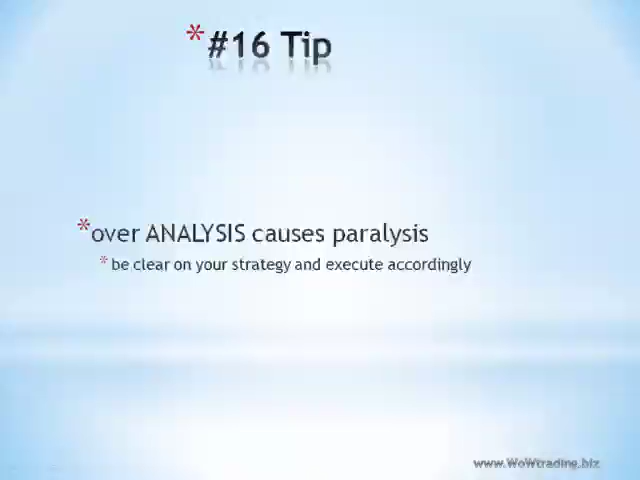 *#16 Tip
*over ANALYSIS causes paralysis
* be clear on your strategy and execute accordingly
www.WoWtrading.biz